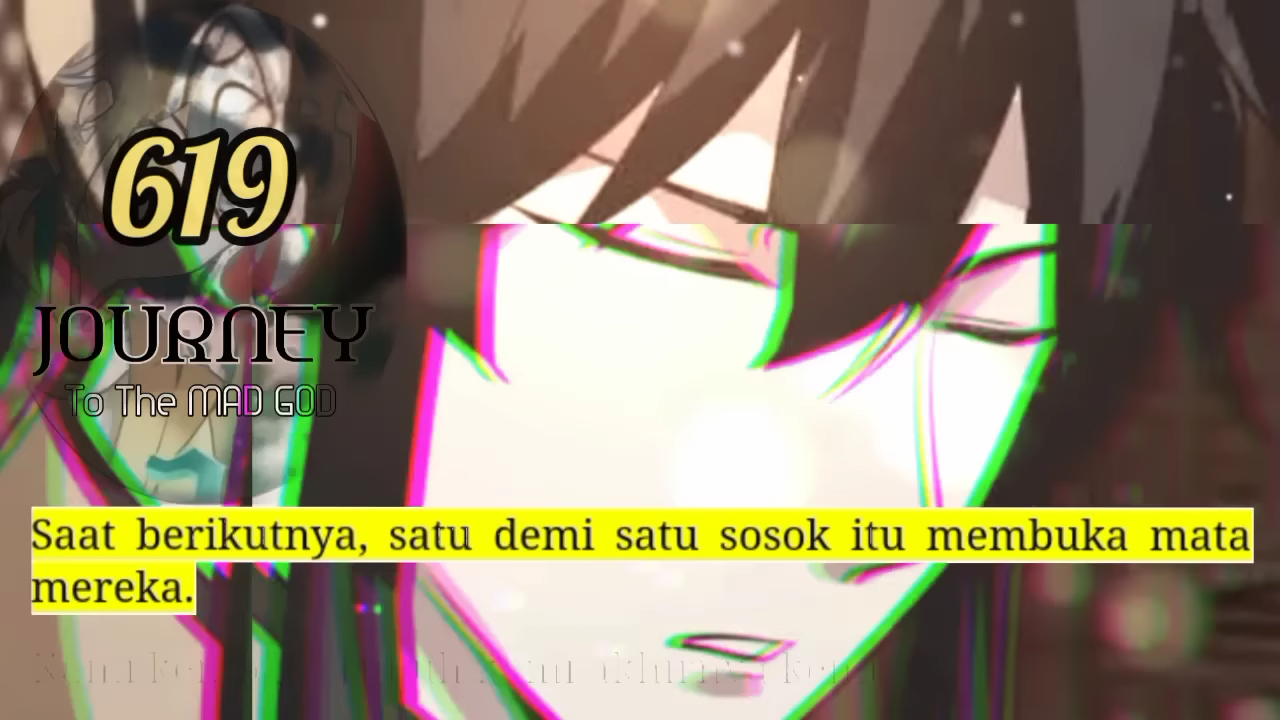 619
JOURNEY
To The MAD GOD
Saat berikutnya, satu demi satu sosok itu membuka mata
mereka.